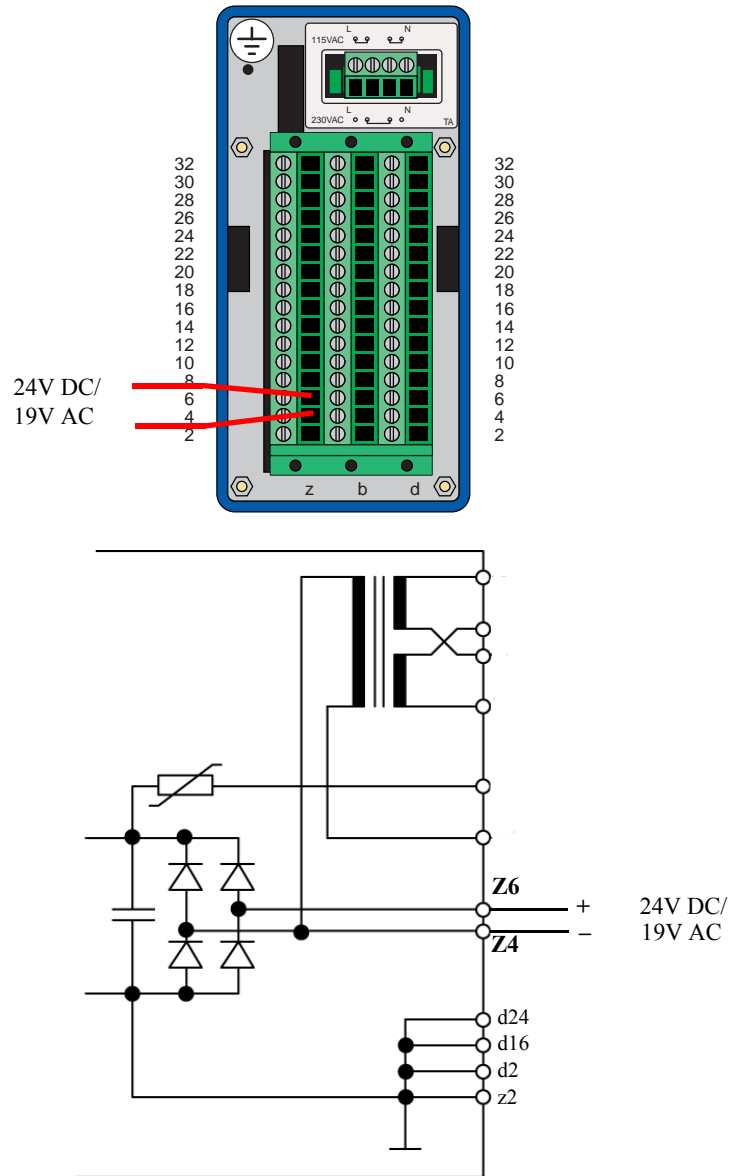 L N
115VAC
L N
230VAC TA
32 32
30 30
28 28
26 26
24 24
22 22
20 20
18 18
16 16
14 14
12 12
10 10
8 8
6 6
4 4
2 2
24V DC/
19V AC
z b d
Z6
+ 24V DC/
Z4 – 19V AC
d24
d16
d2
z2